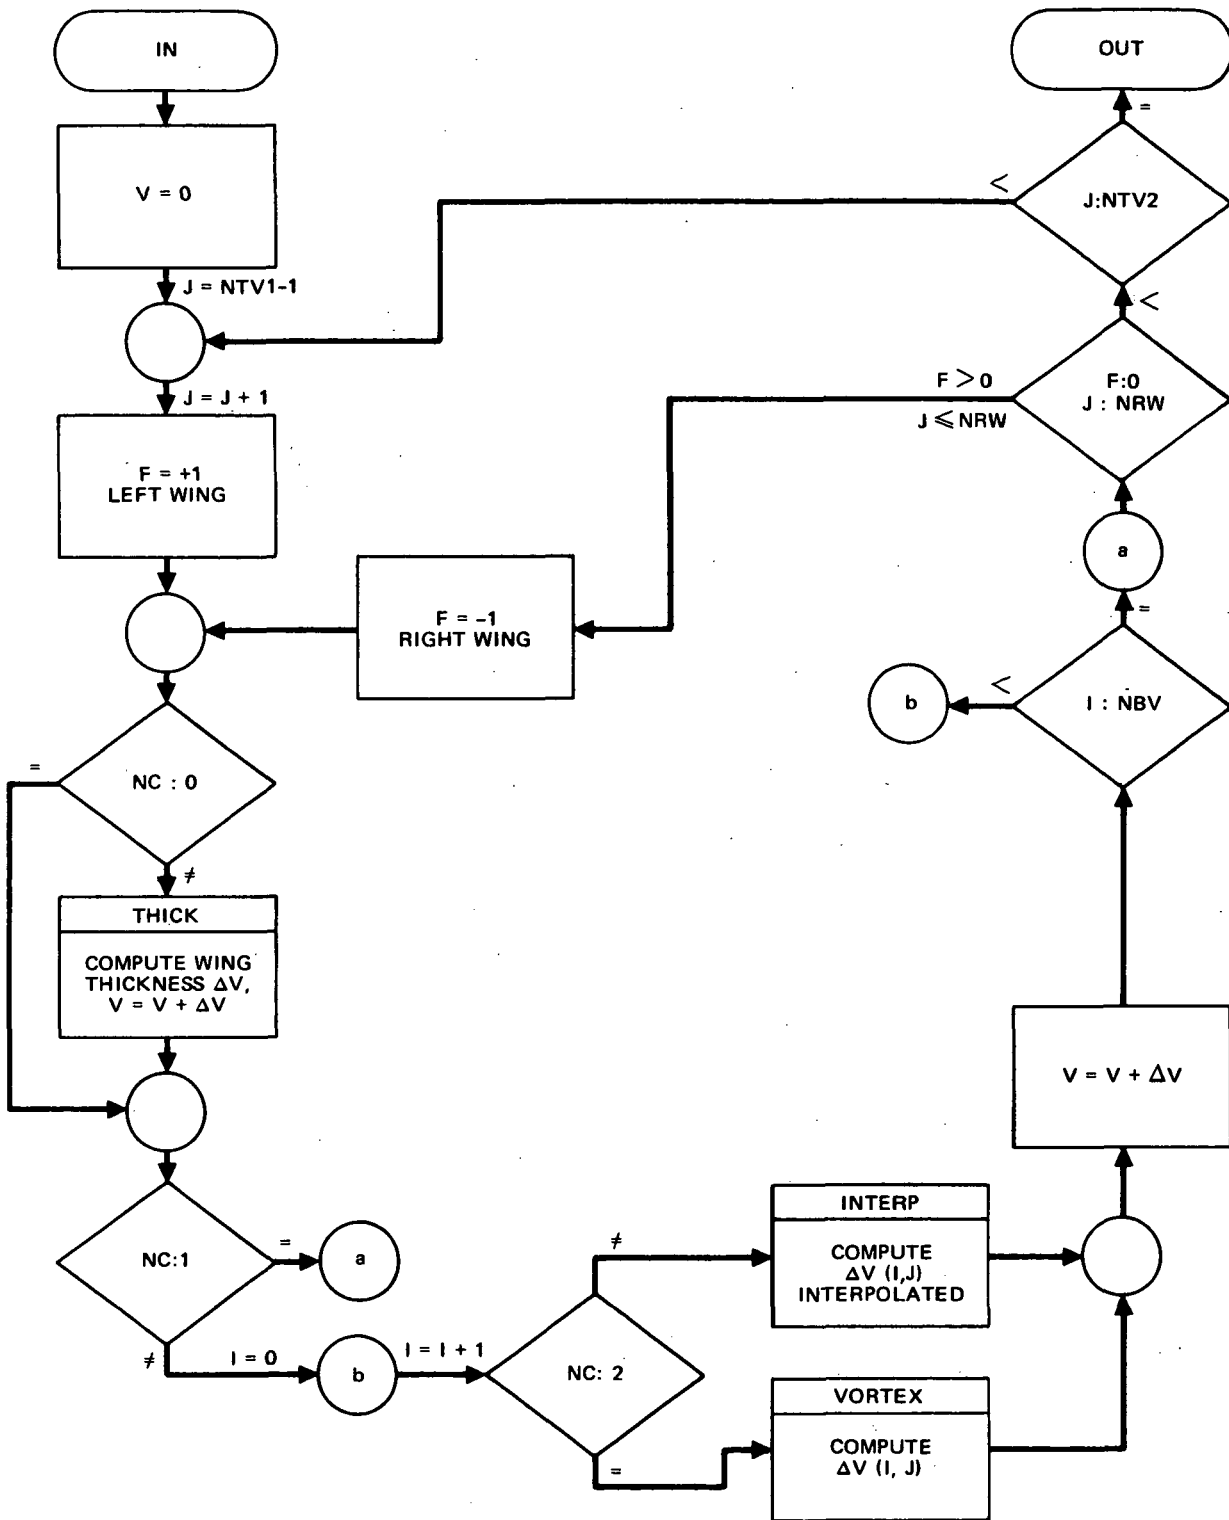 IN
OUT
=
V = 0
<
J:NTV2
J = NTV1-1
<
J = J + 1
F > 0
J ⩽ NRW
F:0
J : NRW
F = +1
LEFT WING
a
=
F = -1
RIGHT WING
<
b
I : NBV
=
NC : 0
≠
THICK
COMPUTE WING
THICKNESS ΔV,
V = V + ΔV
V = V + ΔV
NC:1
=
a
≠
I = 0
b
I = I + 1
NC: 2
≠
INTERP
COMPUTE
ΔV (I,J)
INTERPOLATED
=
VORTEX
COMPUTE
ΔV (I, J)